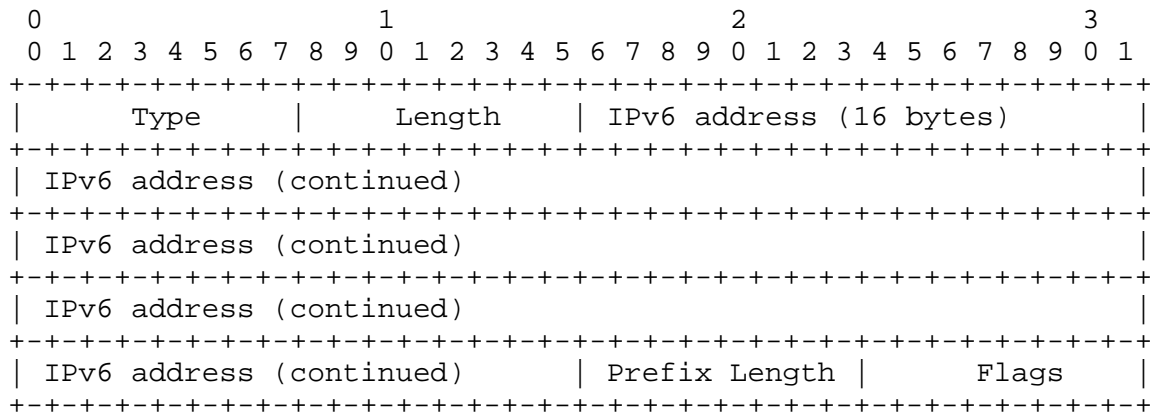 0                   1                   2                   3
 0 1 2 3 4 5 6 7 8 9 0 1 2 3 4 5 6 7 8 9 0 1 2 3 4 5 6 7 8 9 0 1
+-+-+-+-+-+-+-+-+-+-+-+-+-+-+-+-+-+-+-+-+-+-+-+-+-+-+-+-+-+-+-+-+
|      Type     |     Length    | IPv6 address (16 bytes)       |
+-+-+-+-+-+-+-+-+-+-+-+-+-+-+-+-+-+-+-+-+-+-+-+-+-+-+-+-+-+-+-+-+
| IPv6 address (continued)                                      |
+-+-+-+-+-+-+-+-+-+-+-+-+-+-+-+-+-+-+-+-+-+-+-+-+-+-+-+-+-+-+-+-+
| IPv6 address (continued)                                      |
+-+-+-+-+-+-+-+-+-+-+-+-+-+-+-+-+-+-+-+-+-+-+-+-+-+-+-+-+-+-+-+-+
| IPv6 address (continued)                                      |
+-+-+-+-+-+-+-+-+-+-+-+-+-+-+-+-+-+-+-+-+-+-+-+-+-+-+-+-+-+-+-+-+
| IPv6 address (continued)      | Prefix Length |     Flags     |
+-+-+-+-+-+-+-+-+-+-+-+-+-+-+-+-+-+-+-+-+-+-+-+-+-+-+-+-+-+-+-+-+